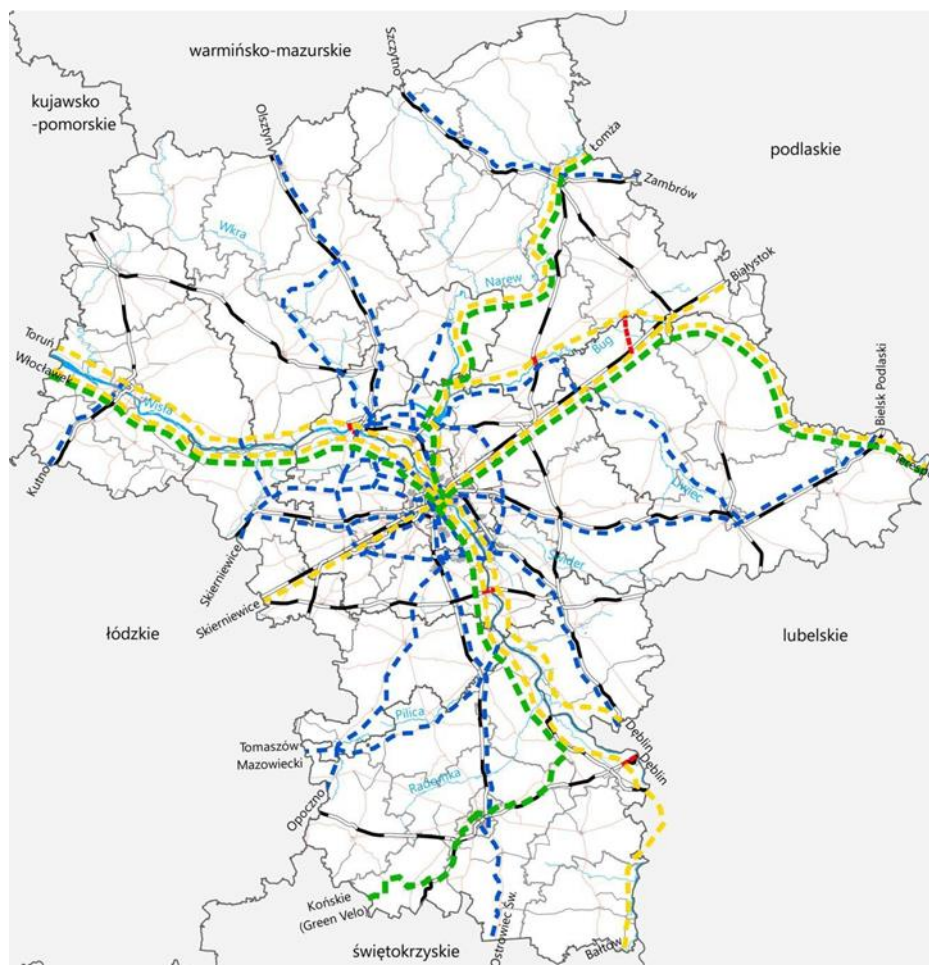 warmińsko-mazurskie
kujawsko
-pomorskie
Szczytno
Olsztyn
Łomża
podlaskie
Zambrów
Wkra
Narew
Białystok
Toruń
Włocławek
Wisła
Bug
Bielsk Podlaski
Terespol
Kutno
Liwiec
Świder
Skierniewice
Skierniewice
łódzkie
lubelskie
Pilica
Tomaszów
Mazowiecki
Dęblin
Dęblin
Radomka
Opoczno
Końskie
(Green Velo)
Ostrowiec Św.
Bałtów
świętokrzyskie